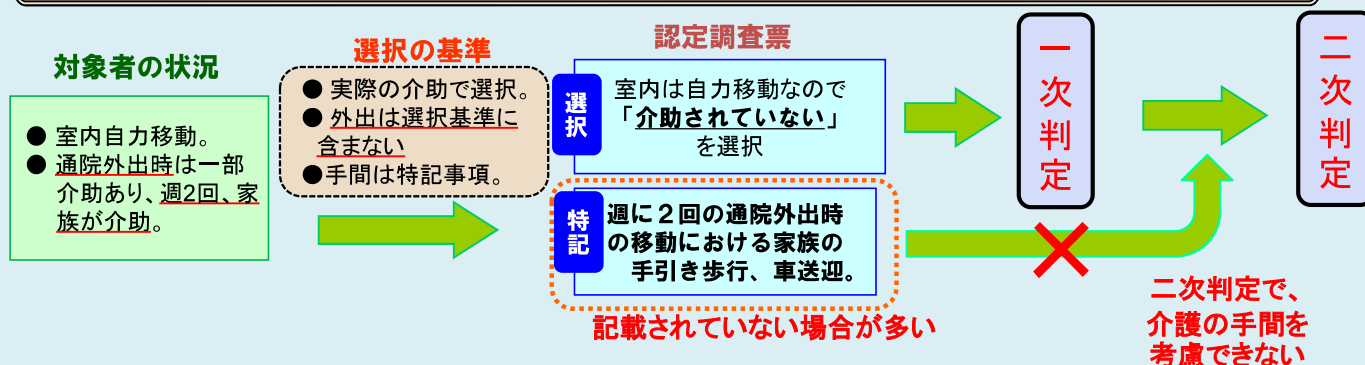 対象者の状況
● 室内自力移動。
● 通院外出時は一部
介助あり、週2回、家
族が介助。
選択の基準
● 実際の介助で選択。
● 外出は選択基準に
含まない
●手間は特記事項。
認定調査票
選択
室内は自力移動なので
「介助されていない」
を選択
特記
週に２回の通院外出時
の移動における家族の
手引き歩行、車送迎。
記載されていない場合が多い
一次判定
二次判定
二次判定で、
介護の手間を
考慮できない